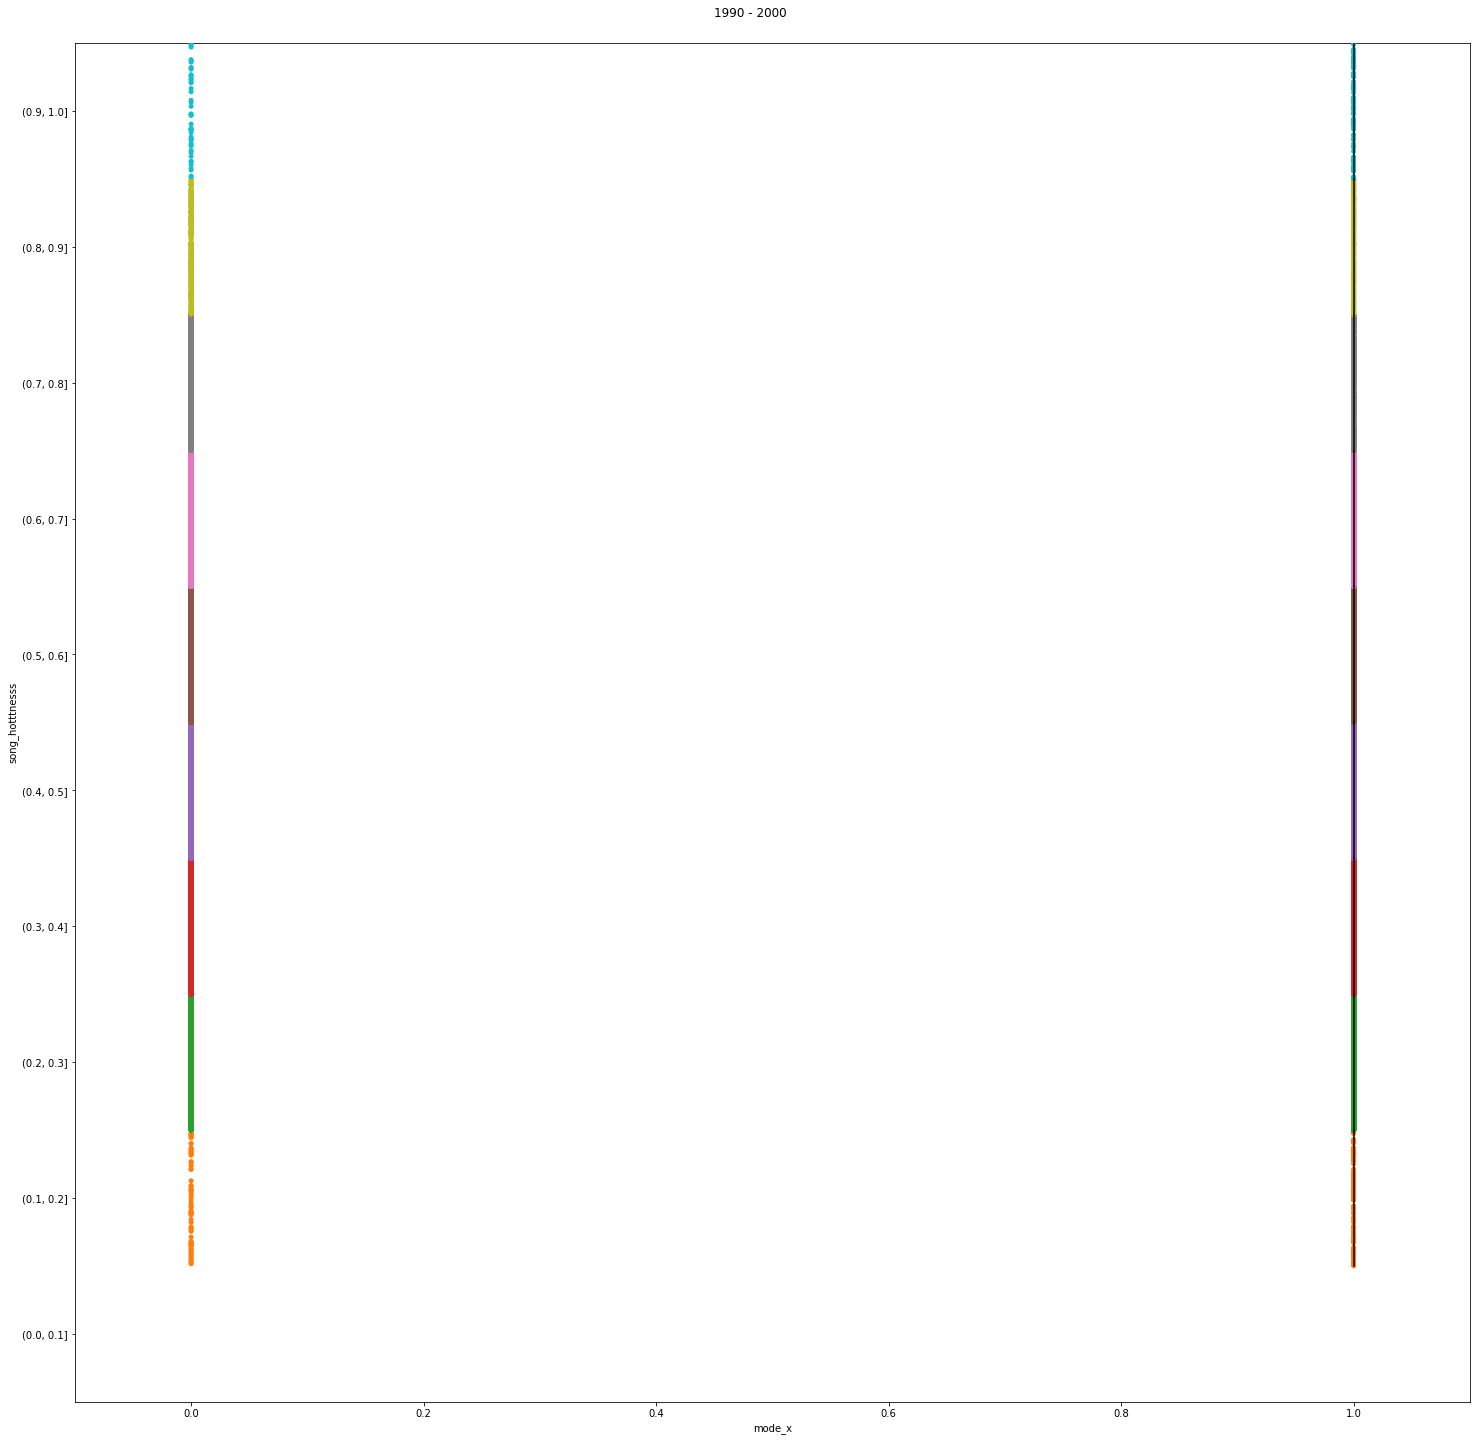 1990 - 2000
(0.9, 1.0]
(0.8, 0.9]
(0.7, 0.8]
(0.6, 0.7]
(0.5, 0.6]
(0.4, 0.5]
(0.3, 0.4]
(0.2, 0.3]
(0.1, 0.2]
(0.0, 0.1]
song_hotttnesss
0.0 0.2 0.4 0.6 0.8 1.0
mode_x